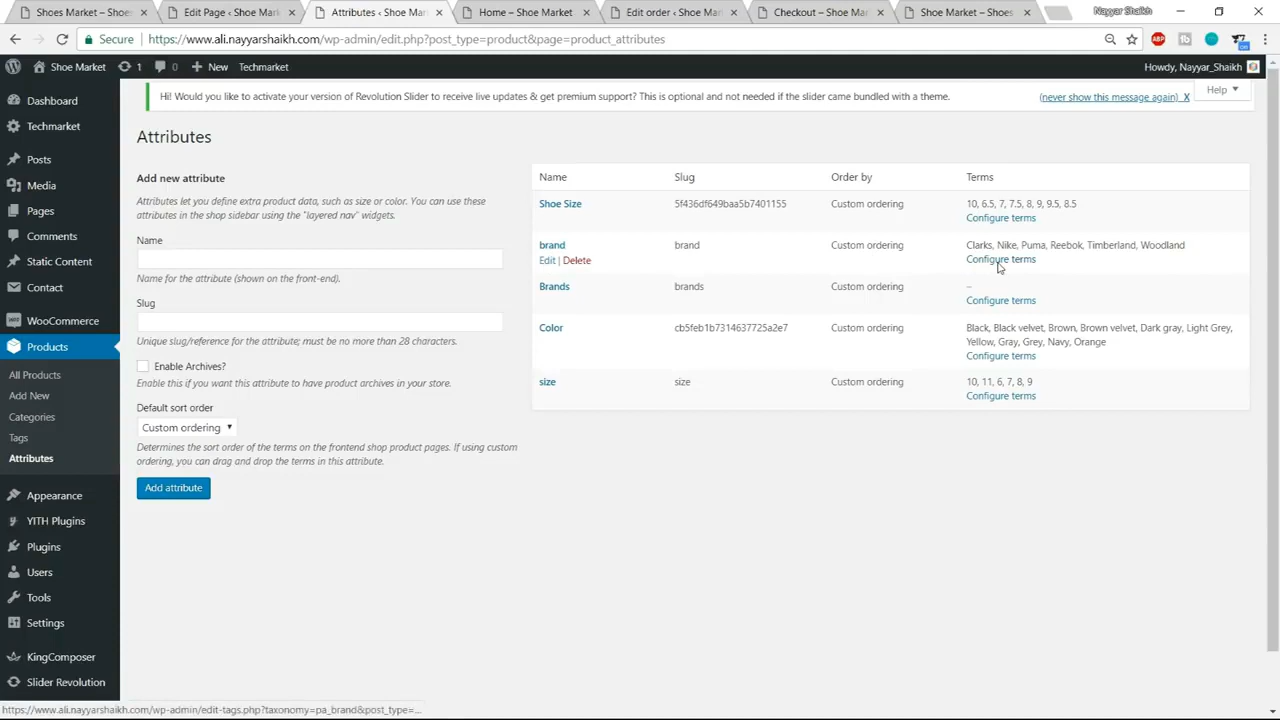 Shoes Market – Shoes
Edit Page ‹ Shoe Mark
Attributes ‹ Shoe Mar
Home – Shoe Market
Edit order ‹ Shoe Mar
Checkout – Shoe Mar
Shoe Market – Shoes
Nayyar Shaikh
Secure
https://www.ali.nayyarshaikh.com/wp-admin/edit.php?post_type=product&page=product_attributes
ABP
Shoe Market
1
0
New
Techmarket
Howdy, Nayyar_Shaikh
Hi! Would you like to activate your version of Revolution Slider to receive live updates & get premium support? This is optional and not needed if the slider came bundled with a theme.
(never show this message again) X
Help
Dashboard
Techmarket
Posts
Media
Pages
Comments
Static Content
Contact
WooCommerce
Products
All Products
Add New
Categories
Tags
Attributes
Appearance
YITH Plugins
Plugins
Users
Tools
Settings
KingComposer
Slider Revolution
Attributes
Add new attribute
Attributes let you define extra product data, such as size or color. You can use these
attributes in the shop sidebar using the "layered nav" widgets.
Name
Name for the attribute (shown on the front-end).
Slug
Unique slug/reference for the attribute; must be no more than 28 characters.
Enable Archives?
Enable this if you want this attribute to have product archives in your store.
Default sort order
Custom ordering
Determines the sort order of the terms on the frontend shop product pages. If using custom
ordering, you can drag and drop the terms in this attribute.
Add attribute
Name Slug Order by Terms
Shoe Size 5f436df649baa5b7401155 Custom ordering 10, 6.5, 7, 7.5, 8, 9, 9.5, 8.5
Configure terms
brand brand Custom ordering Clarks, Nike, Puma, Reebok, Timberland, Woodland
Edit | Delete Configure terms
Brands brands Custom ordering –
Configure terms
Color cb5feb1b7314637725a2e7 Custom ordering Black, Black velvet, Brown, Brown velvet, Dark gray, Light Grey,
Yellow, Gray, Grey, Navy, Orange
Configure terms
size size Custom ordering 10, 11, 6, 7, 8, 9
Configure terms
https://www.ali.nayyarshaikh.com/wp-admin/edit-tags.php?taxonomy=pa_brand&post_type=...